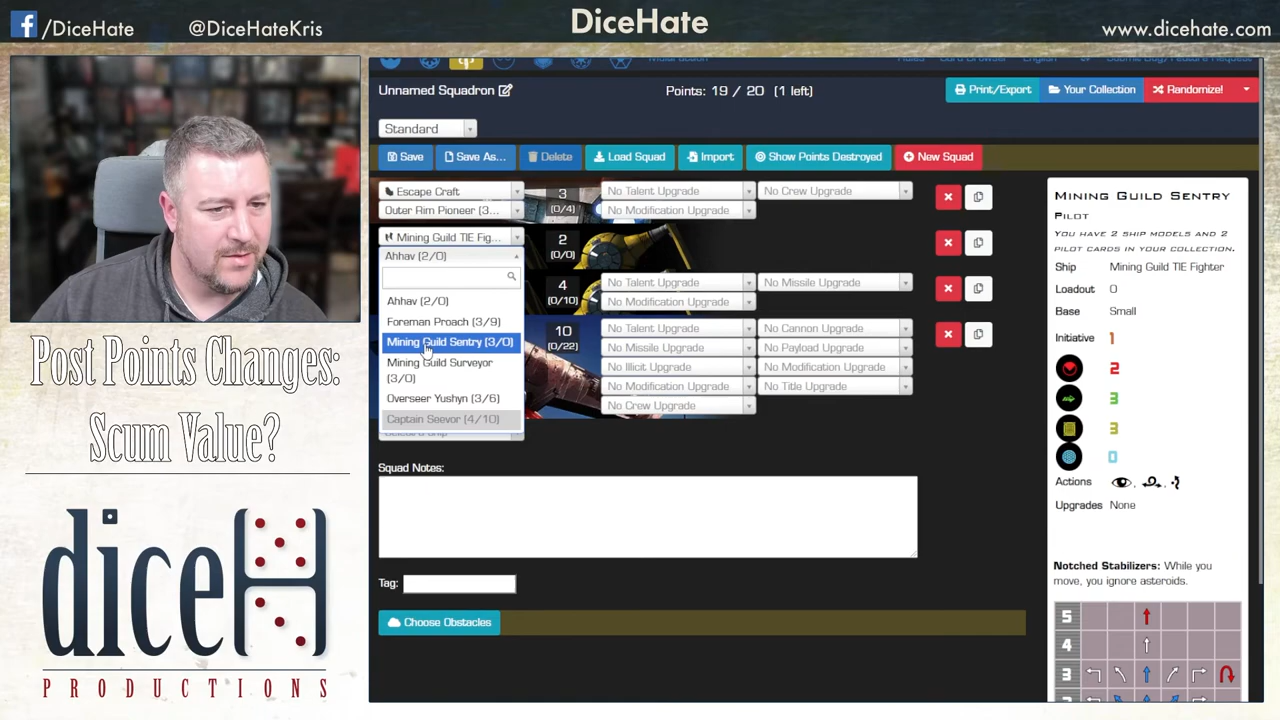 /DiceHate
@DiceHateKris
DiceHate
www.dicehate.com
Unnamed Squadron
Points: 19 / 20 (1 left)
Print/Export
Your Collection
Randomize!
Standard
Save
Save As...
Delete
Load Squad
Import
Show Points Destroyed
New Squad
Escape Craft
3
(0/4)
No Talent Upgrade
No Crew Upgrade
Outer Rim Pioneer (3...
No Modification Upgrade
Mining Guild TIE Fig...
2
(0/0)
Ahhav (2/0)
Ahhav (2/0)
Foreman Proach (3/9)
Mining Guild Sentry (3/0)
Mining Guild Surveyor
(3/0)
Overseer Yushyn (3/6)
Captain Seevor (4/10)
4
(0/10)
No Talent Upgrade
No Missile Upgrade
No Modification Upgrade
10
(0/22)
No Talent Upgrade
No Cannon Upgrade
No Missile Upgrade
No Payload Upgrade
No Illicit Upgrade
No Modification Upgrade
No Modification Upgrade
No Title Upgrade
No Crew Upgrade
Squad Notes:
Tag:
Choose Obstacles
Mining Guild Sentry
Pilot
You have 2 ship models and 2
pilot cards in your collection.
Ship Mining Guild TIE Fighter
Loadout 0
Base Small
Initiative 1
2
3
3
0
Actions
Upgrades None
Notched Stabilizers: While you
move, you ignore asteroids.
5
4
3
Post Points Changes:
Scum Value?
dice
PRODUCTIONS